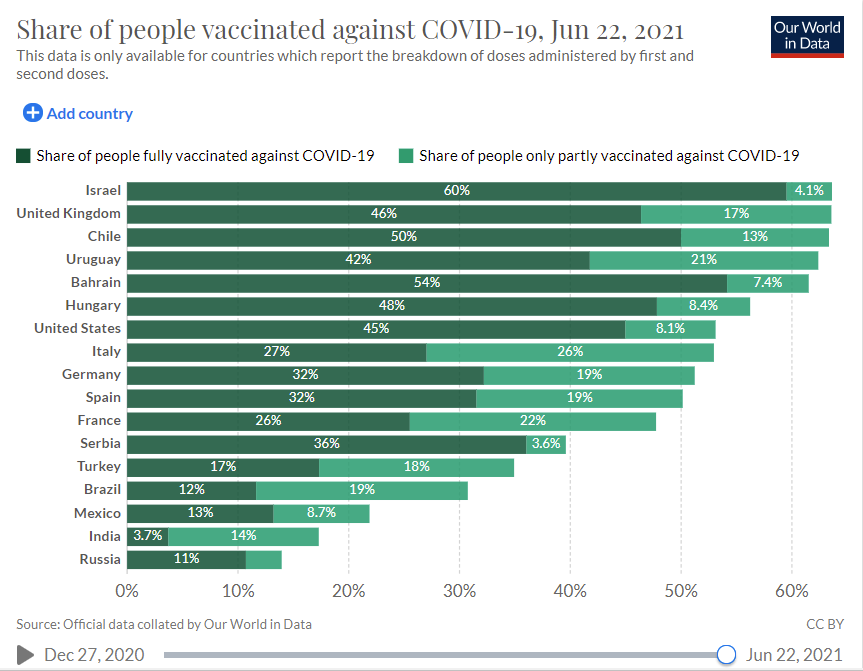 Share of people vaccinated against COVID-19, Jun 22, 2021
Our World
in Data
This data is only available for countries which report the breakdown of doses administered by first and
second doses.
Add country
Share of people fully vaccinated against COVID-19 Share of people only partly vaccinated against COVID-19
Israel 60% 4.1%
United Kingdom 46% 17%
Chile 50% 13%
Uruguay 42% 21%
Bahrain 54% 7.4%
Hungary 48% 8.4%
United States 45% 8.1%
Italy 27% 26%
Germany 32% 19%
Spain 32% 19%
France 26% 22%
Serbia 36% 3.6%
Turkey 17% 18%
Brazil 12% 19%
Mexico 13% 8.7%
India 3.7% 14%
Russia 11%
0% 10% 20% 30% 40% 50% 60%
Source: Official data collated by Our World in Data CC BY
Dec 27, 2020 Jun 22, 2021